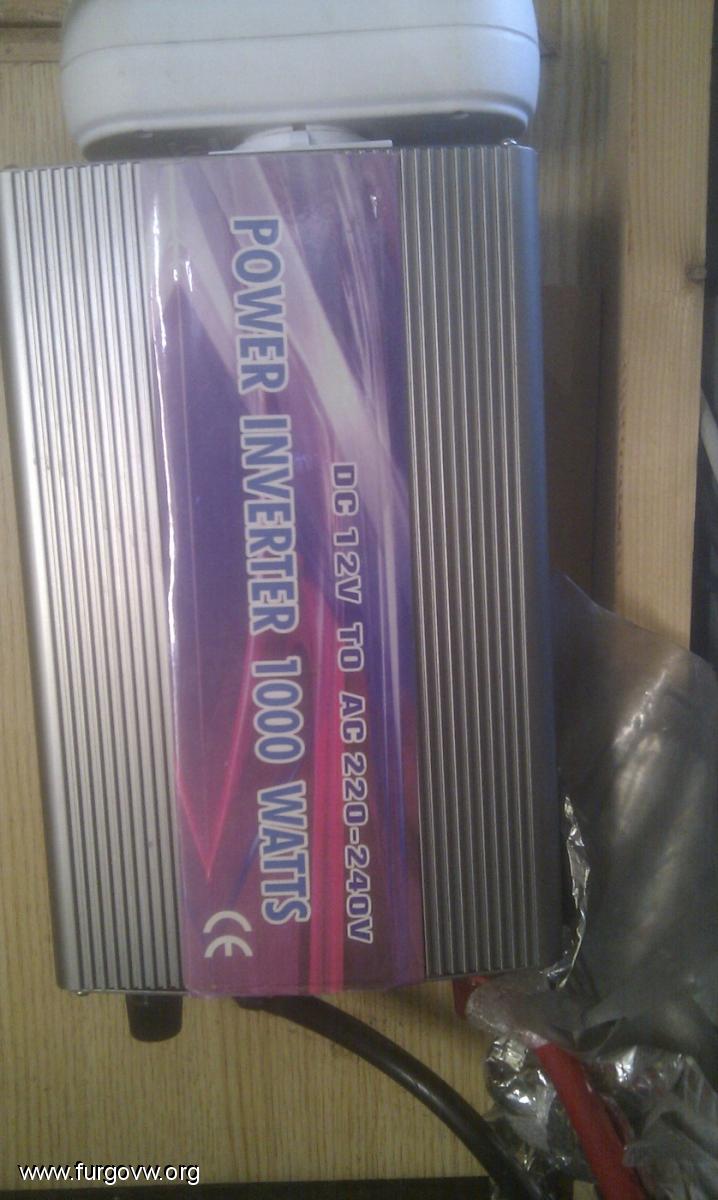 DC 12V TO AC 220-240V
POWER INVERTER 1000 WATTS
CE
www.furgovw.org